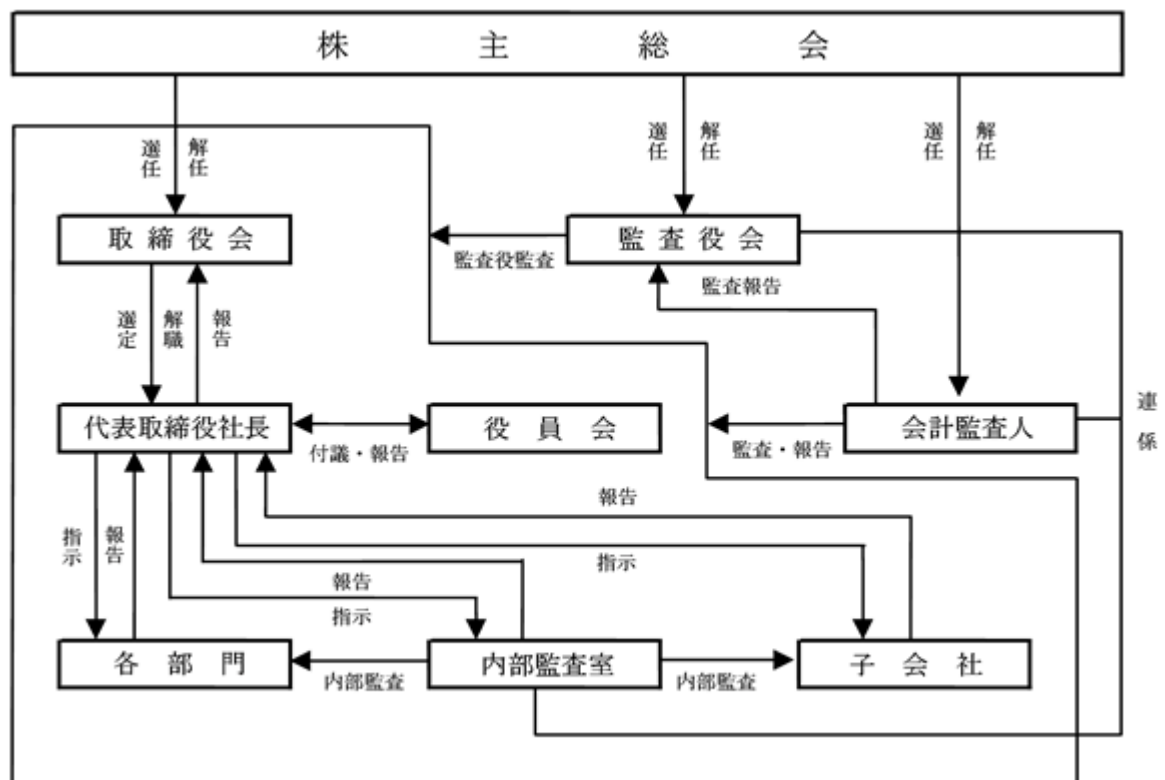 株主総会
選任
解任
選任
解任
選任
解任
取締役会
監査役会
監査役監査
監査報告
選定
解職
報告
連係
代表取締役社長
付議・報告
役員会
監査・報告
会計監査人
報告
指示
報告
指示
報告
指示
各部門
内部監査
内部監査室
内部監査
子会社